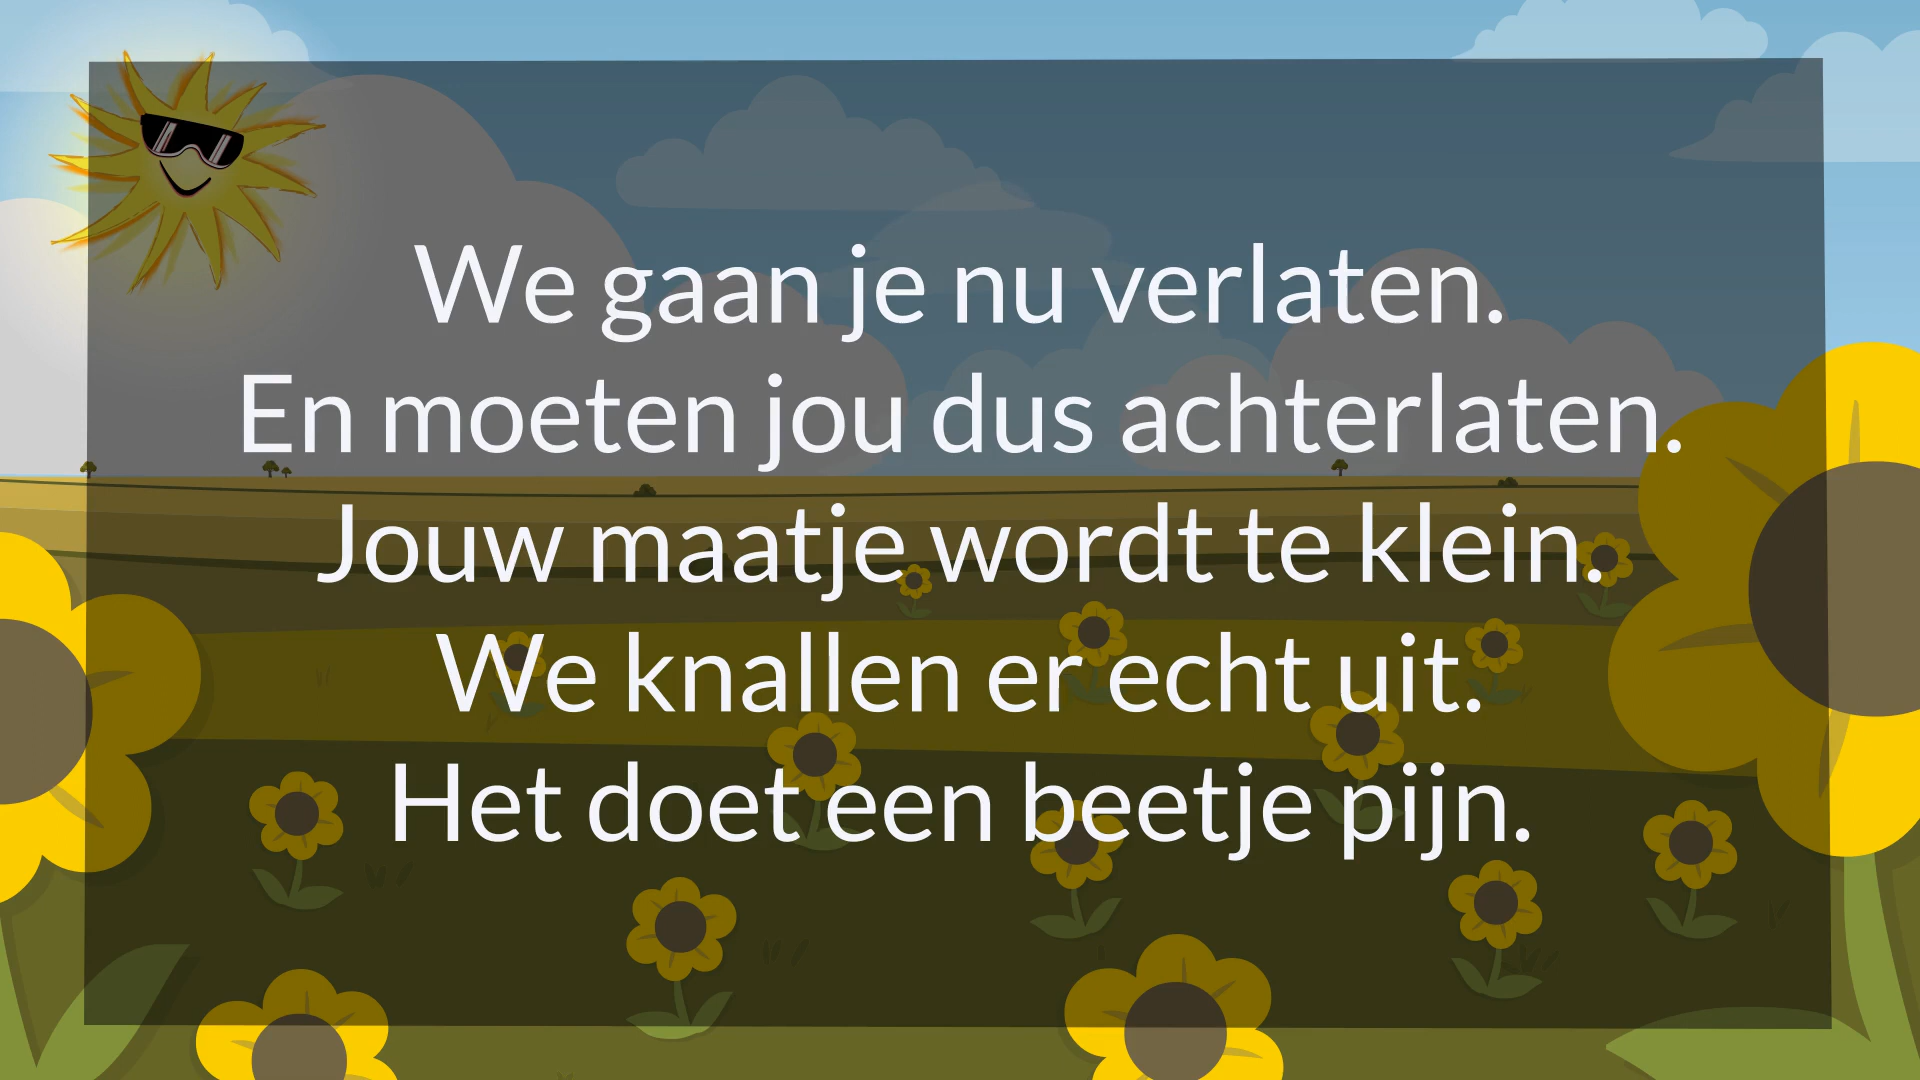 We gaan je nu verlaten.
En moeten jou dus achterlaten.
Jouw maatje wordt te klein.
We knallen er echt uit.
Het doet een beetje pijn.